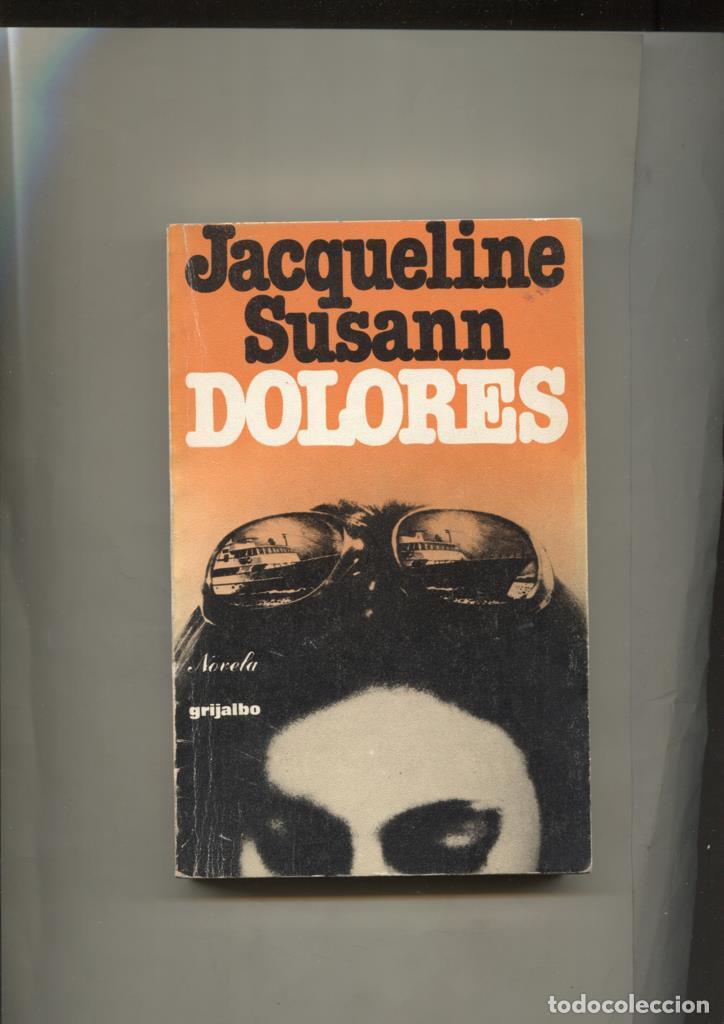 Jacqueline
Susann
DOLORES
Novela
grijalbo
todocoleccion